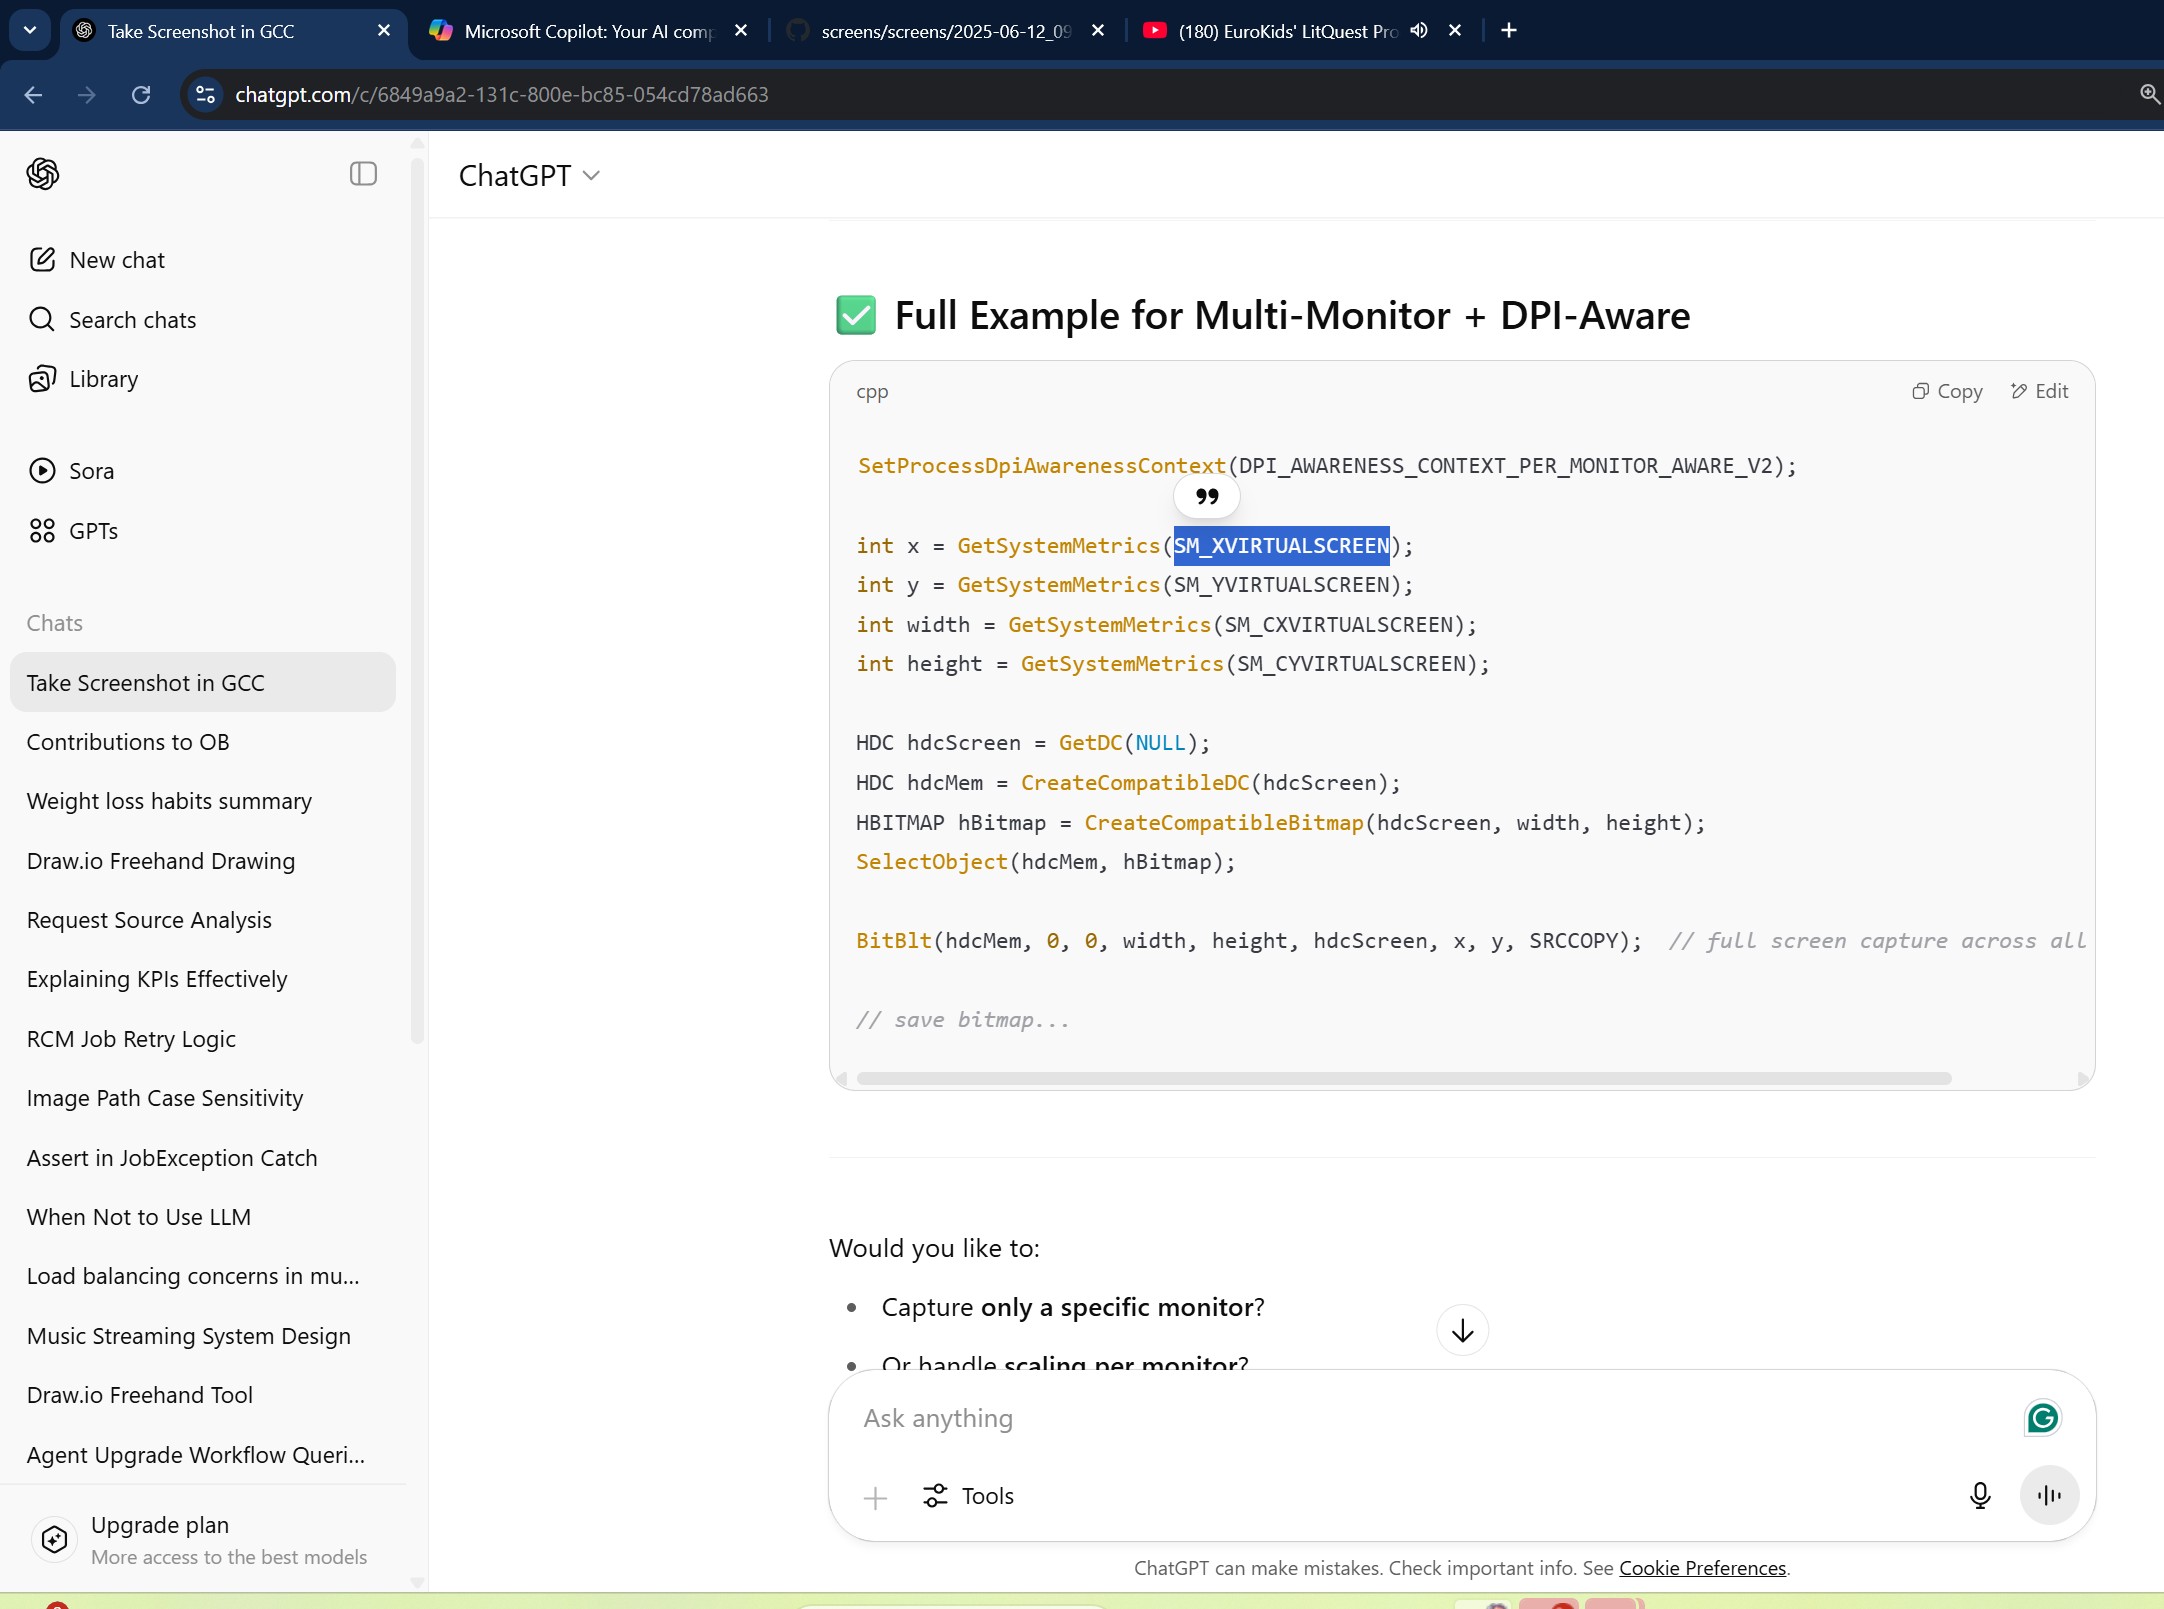 Take Screenshot in GCC
Microsoft Copilot: Your AI comp
screens/screens/2025-06-12_09
(180) EuroKids' LitQuest Pro
chatgpt.com/c/6849a9a2-131c-800e-bc85-054cd78ad663
New chat
Search chats
Library
Sora
GPTs
Chats
Take Screenshot in GCC
Contributions to OB
Weight loss habits summary
Draw.io Freehand Drawing
Request Source Analysis
Explaining KPIs Effectively
RCM Job Retry Logic
Image Path Case Sensitivity
Assert in JobException Catch
When Not to Use LLM
Load balancing concerns in mu...
Music Streaming System Design
Draw.io Freehand Tool
Agent Upgrade Workflow Queri...
Upgrade plan
More access to the best models
ChatGPT
Full Example for Multi-Monitor + DPI-Aware
cpp
Copy
Edit
SetProcessDpiAwarenessContext(DPI_AWARENESS_CONTEXT_PER_MONITOR_AWARE_V2);
int x = GetSystemMetrics(SM_XVIRTUALSCREEN);
int y = GetSystemMetrics(SM_YVIRTUALSCREEN);
int width = GetSystemMetrics(SM_CXVIRTUALSCREEN);
int height = GetSystemMetrics(SM_CYVIRTUALSCREEN);
HDC hdcScreen = GetDC(NULL);
HDC hdcMem = CreateCompatibleDC(hdcScreen);
HBITMAP hBitmap = CreateCompatibleBitmap(hdcScreen, width, height);
SelectObject(hdcMem, hBitmap);
BitBlt(hdcMem, 0, 0, width, height, hdcScreen, x, y, SRCCOPY);  // full screen capture across all
// save bitmap...
Would you like to:
• Capture only a specific monitor?
• Or handle scaling per monitor?
Ask anything
Tools
ChatGPT can make mistakes. Check important info. See Cookie Preferences.